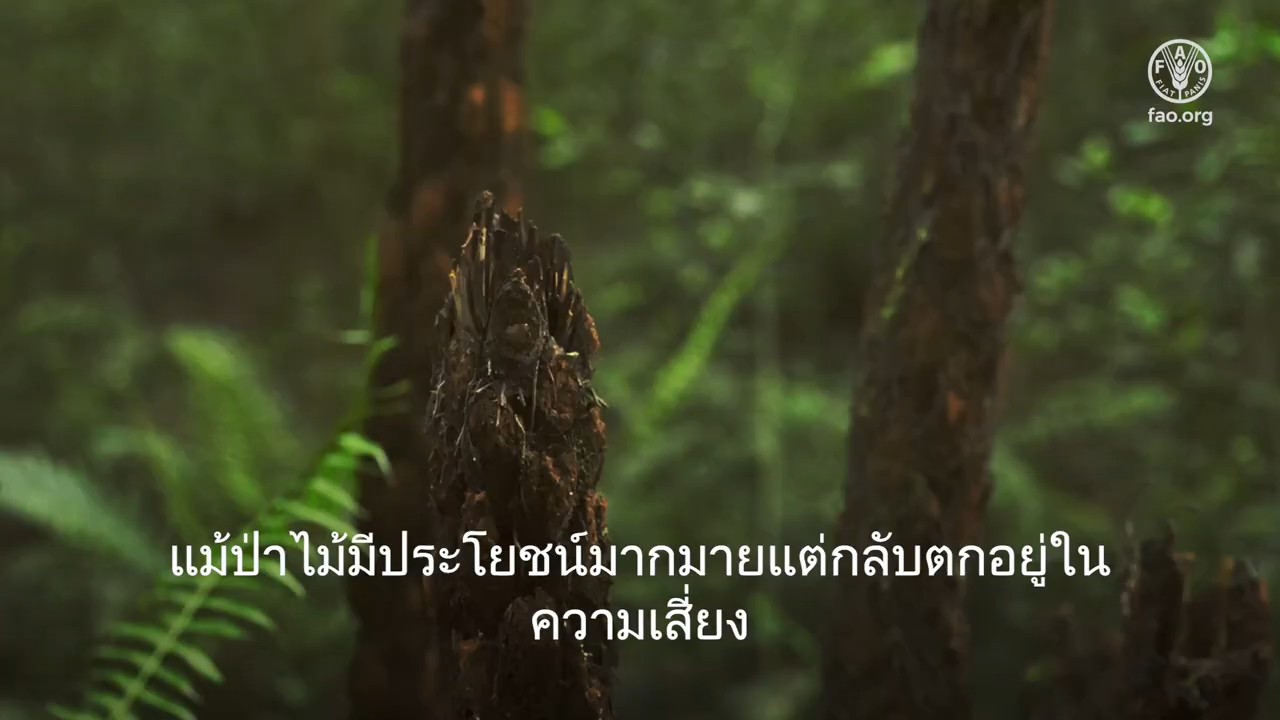 FAO
FIAT PANIS
fao.org
แม้ป่าไม้มีประโยชน์มากมายแต่กลับตกอยู่ใน
ความเสี่ยง